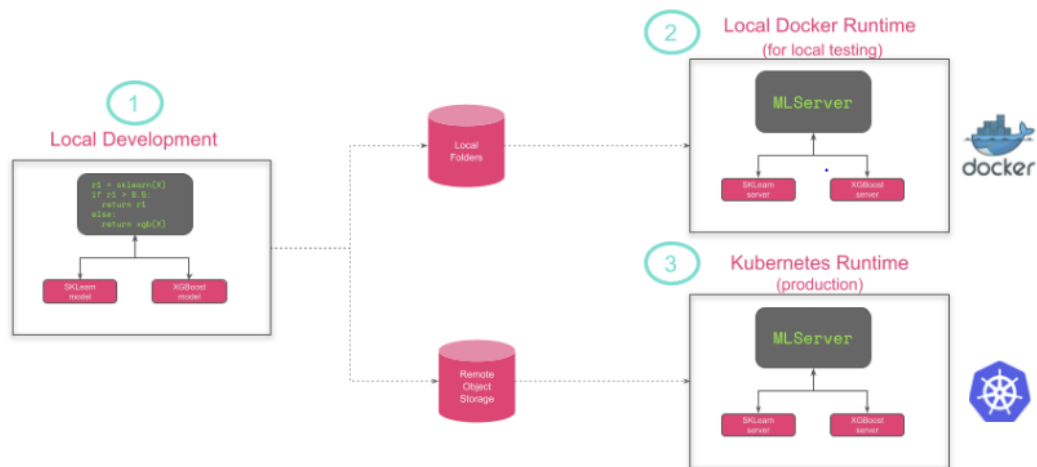 1
Local Development
r1 = sklearn(X)
if r1 > 0.5:
return r1
else:
return xgb(X)
SKLearn
model
XGBoost
model
Local
Folders
Remote
Object
Storage
2
Local Docker Runtime
(for local testing)
MLServer
SKLearn
server
XGBoost
server
docker
3
Kubernetes Runtime
(production)
MLServer
SKLearn
server
XGBoost
server